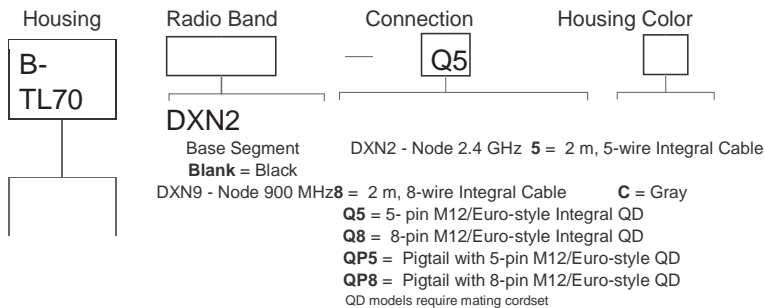 Housing Radio Band Connection Housing Color
B-
TL70
— Q5
DXN2
Base Segment DXN2 - Node 2.4 GHz 5 = 2 m, 5-wire Integral Cable
Blank = Black
DXN9 - Node 900 MHz8 = 2 m, 8-wire Integral Cable C = Gray
Q5 = 5- pin M12/Euro-style Integral QD
Q8 = 8-pin M12/Euro-style Integral QD
QP5 = Pigtail with 5-pin M12/Euro-style QD
QP8 = Pigtail with 8-pin M12/Euro-style QD
QD models require mating cordset